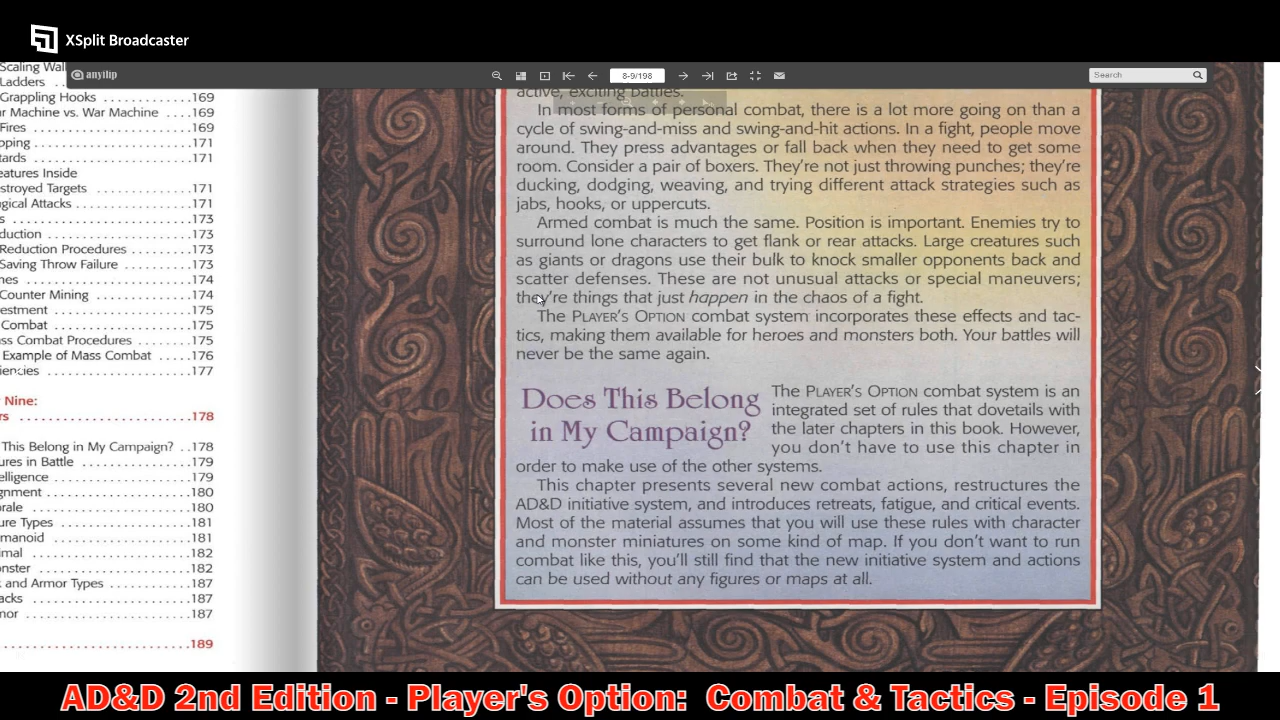 XSplit Broadcaster
anyflip
8-9/198
Search
Scaling Wall
Ladders
Grappling Hooks ..............169
r Machine vs. War Machine ....169
Fires ........................169
pping ........................171
tards ........................171
eatures Inside
stroyed Targets ..............171
gical Attacks ................171
s ............................173
duction ......................173
Reduction Procedures .........173
Saving Throw Failure .........173
nes ..........................174
Counter Mining ...............174
estment ......................175
Combat .......................175
ss Combat Procedures .........175
Example of Mass Combat .....176
iencies ......................177
Nine:
rs ...........................178
This Belong in My Campaign? ..178
ures in Battle ...............179
elligence ....................179
gnment .......................180
orale ........................180
ure Types ....................181
manoid .......................181
imal .........................182
onster .......................182
and Armor Types ..............187
acks .........................187
mor ..........................187
.............................189
active, exciting battles.
In most forms of personal combat, there is a lot more going on than a
cycle of swing-and-miss and swing-and-hit actions. In a fight, people move
around. They press advantages or fall back when they need to get some
room. Consider a pair of boxers. They're not just throwing punches; they're
ducking, dodging, weaving, and trying different attack strategies such as
jabs, hooks, or uppercuts.
Armed combat is much the same. Position is important. Enemies try to
surround lone characters to get flank or rear attacks. Large creatures such
as giants or dragons use their bulk to knock smaller opponents back and
scatter defenses. These are not unusual attacks or special maneuvers;
they're things that just happen in the chaos of a fight.
The PLAYER'S OPTION combat system incorporates these effects and tac-
tics, making them available for heroes and monsters both. Your battles will
never be the same again.
Does This Belong
in My Campaign?
The PLAYER'S OPTION combat system is an
integrated set of rules that dovetails with
the later chapters in this book. However,
you don't have to use this chapter in
order to make use of the other systems.
This chapter presents several new combat actions, restructures the
AD&D initiative system, and introduces retreats, fatigue, and critical events.
Most of the material assumes that you will use these rules with character
and monster miniatures on some kind of map. If you don't want to run
combat like this, you'll still find that the new initiative system and actions
can be used without any figures or maps at all.
AD&D 2nd Edition - Player's Option: Combat & Tactics - Episode 1